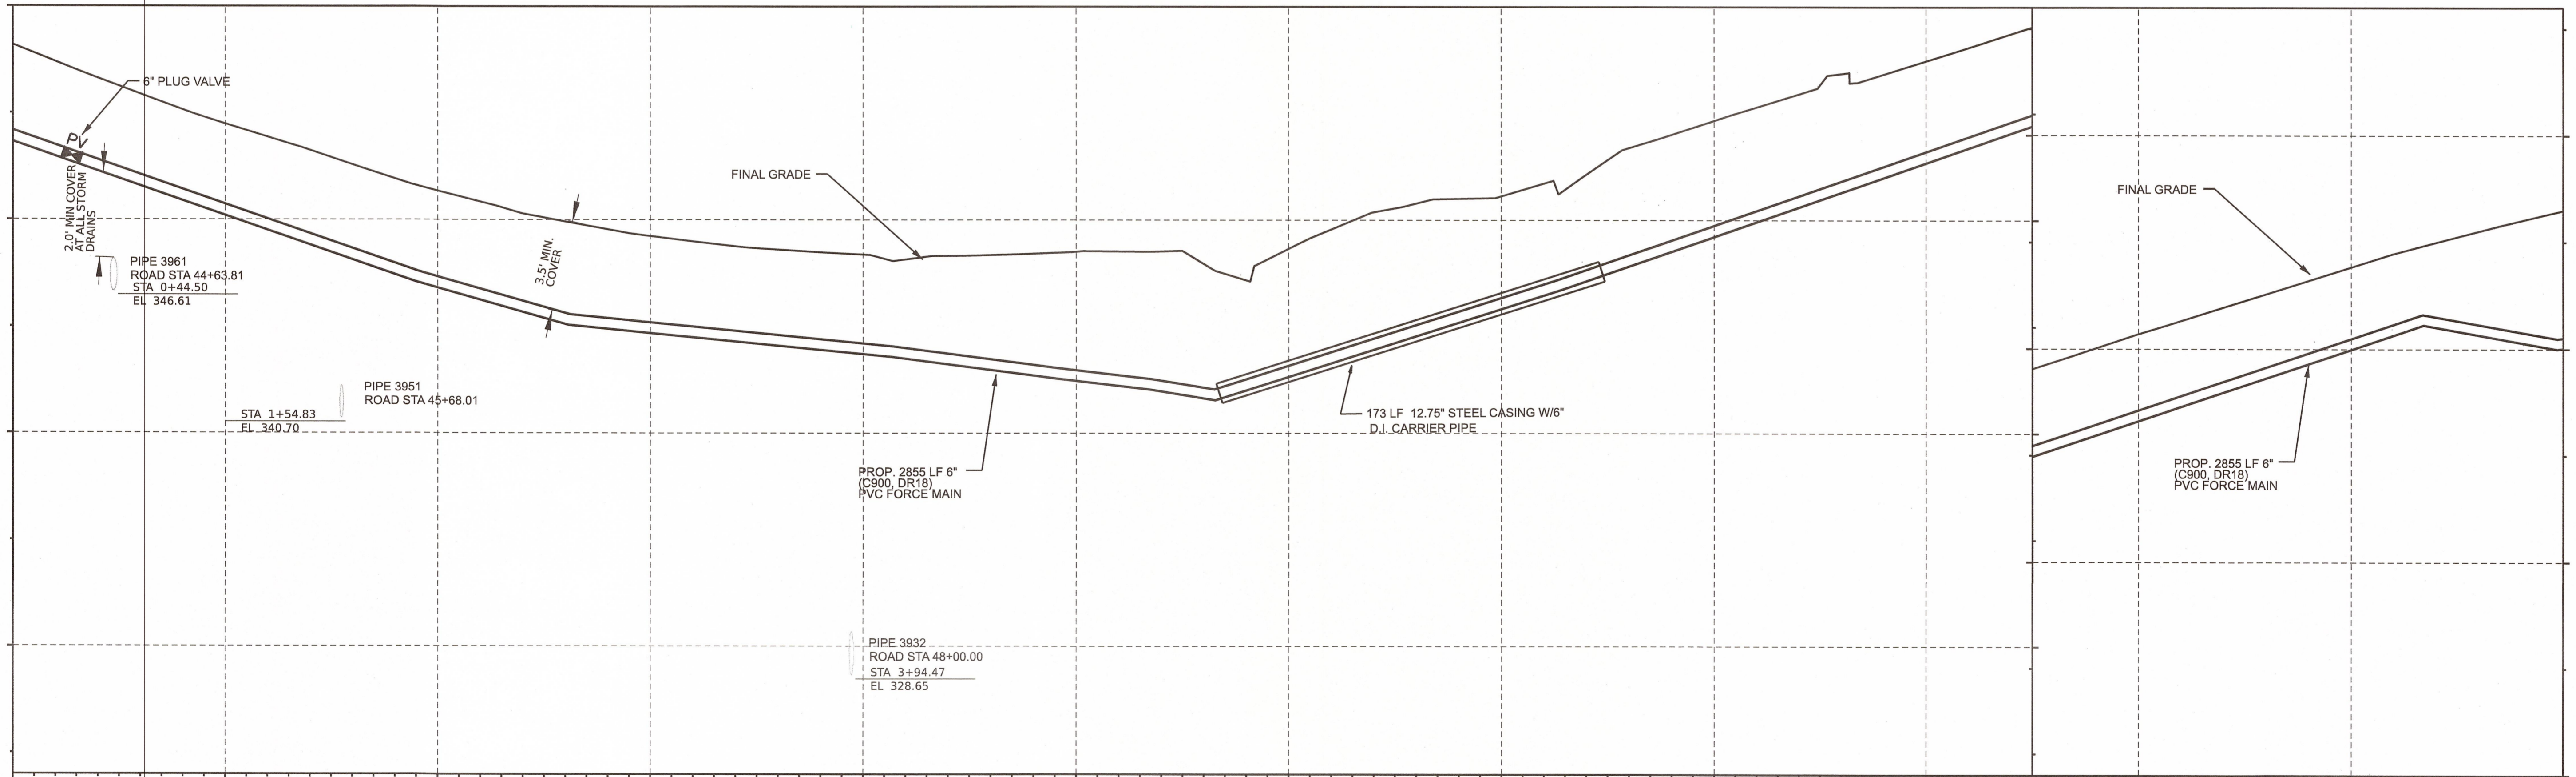 6" PLUG VALVE
PV
2.0' MIN COVER
AT ALL STORM
DRAINS
PIPE 3961
ROAD STA 44+63.81
STA 0+44.50
EL 346.61
PIPE 3951
ROAD STA 45+68.01
STA 1+54.83
EL 340.70
3.5' MIN.
COVER
FINAL GRADE
PROP. 2855 LF 6"
(C900, DR18)
PVC FORCE MAIN
PIPE 3932
ROAD STA 48+00.00
STA 3+94.47
EL 328.65
173 LF 12.75" STEEL CASING W/6"
D.I. CARRIER PIPE
FINAL GRADE
PROP. 2855 LF 6"
(C900, DR18)
PVC FORCE MAIN